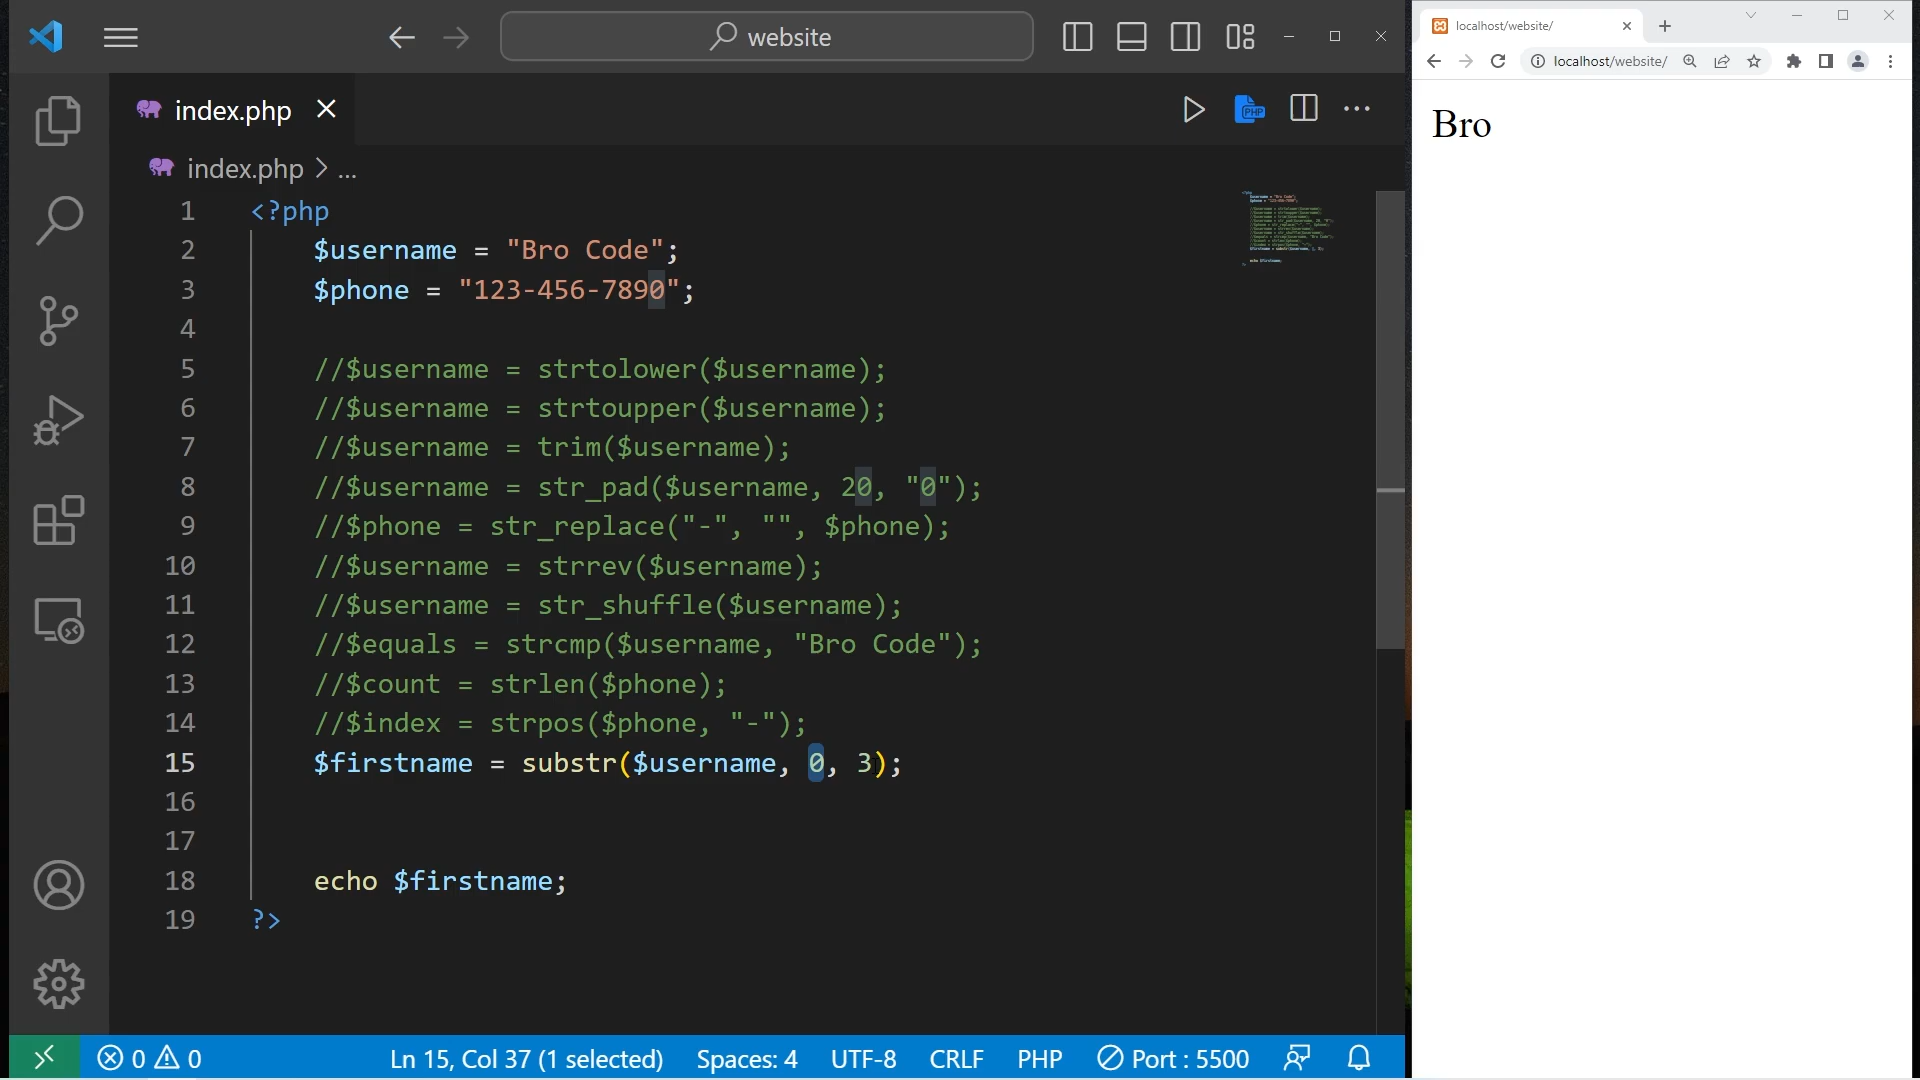 website
index.php
index.php > ...
1 <?php
2 $username = "Bro Code";
3 $phone = "123-456-7890";
4
5 //$username = strtolower($username);
6 //$username = strtoupper($username);
7 //$username = trim($username);
8 //$username = str_pad($username, 20, "0");
9 //$phone = str_replace("-", "", $phone);
10 //$username = strrev($username);
11 //$username = str_shuffle($username);
12 //$equals = strcmp($username, "Bro Code");
13 //$count = strlen($phone);
14 //$index = strpos($phone, "-");
15 $firstname = substr($username, 0, 3);
16
17
18 echo $firstname;
19 ?>
0 0 Ln 15, Col 37 (1 selected) Spaces: 4 UTF-8 CRLF PHP Port : 5500
localhost/website/
localhost/website/
Bro